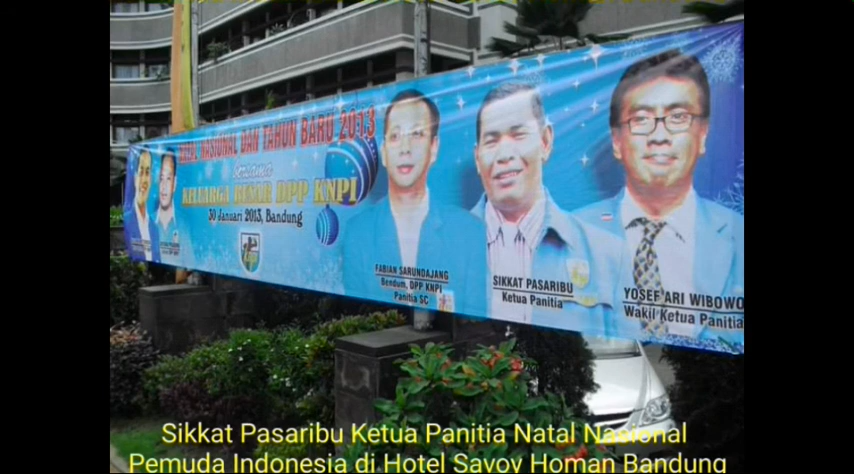 NATAL NASIONAL DAN TAHUN BARU 2013
bersama
KELUARGA BESAR DPP KNPI
30 Januari 2013, Bandung
FABIAN SARUNDAJANG
Bendum, DPP KNPI
Panitia SC
SIKKAT PASARIBU
Ketua Panitia
YOSEF ARI WIBOWO
Wakil Ketua Panitia
Sikkat Pasaribu Ketua Panitia Natal Nasional
Pemuda Indonesia di Hotel Savoy Homan Bandung